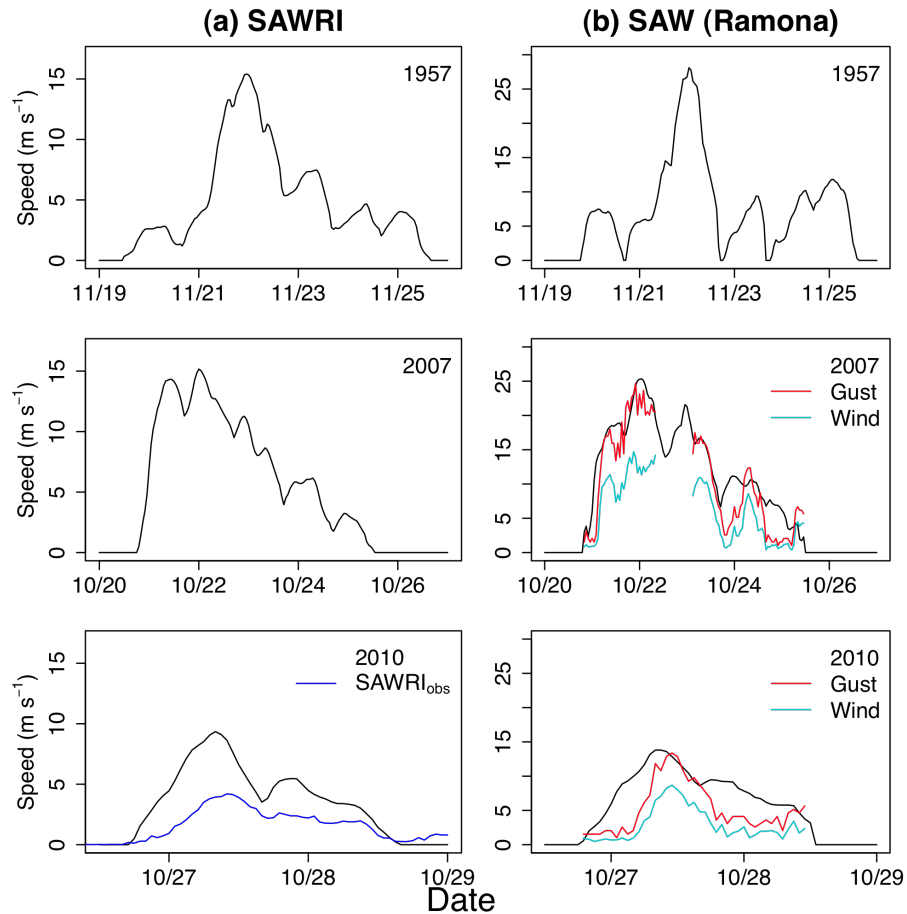 (a) SAWRI
(b) SAW (Ramona)
Speed (m s⁻¹)
0 5 10 15
1957
11/19 11/21 11/23 11/25
0 5 15 25
1957
11/19 11/21 11/23 11/25
Speed (m s⁻¹)
0 5 10 15
2007
10/20 10/22 10/24 10/26
0 5 15 25
2007
Gust
Wind
10/20 10/22 10/24 10/26
Speed (m s⁻¹)
0 5 10 15
2010
SAWRIobs
10/27 10/28 10/29
0 5 15 25
2010
Gust
Wind
10/27 10/28 10/29
Date